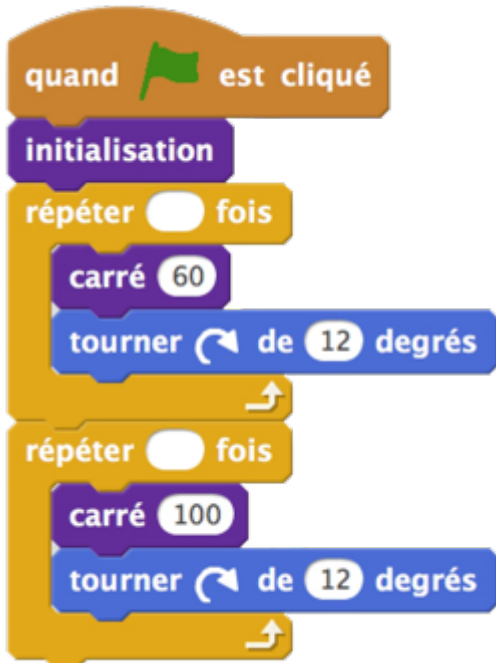 quand est cliqué
initialisation
répéter fois
carré 60
tourner de 12 degrés
répéter fois
carré 100
tourner de 12 degrés